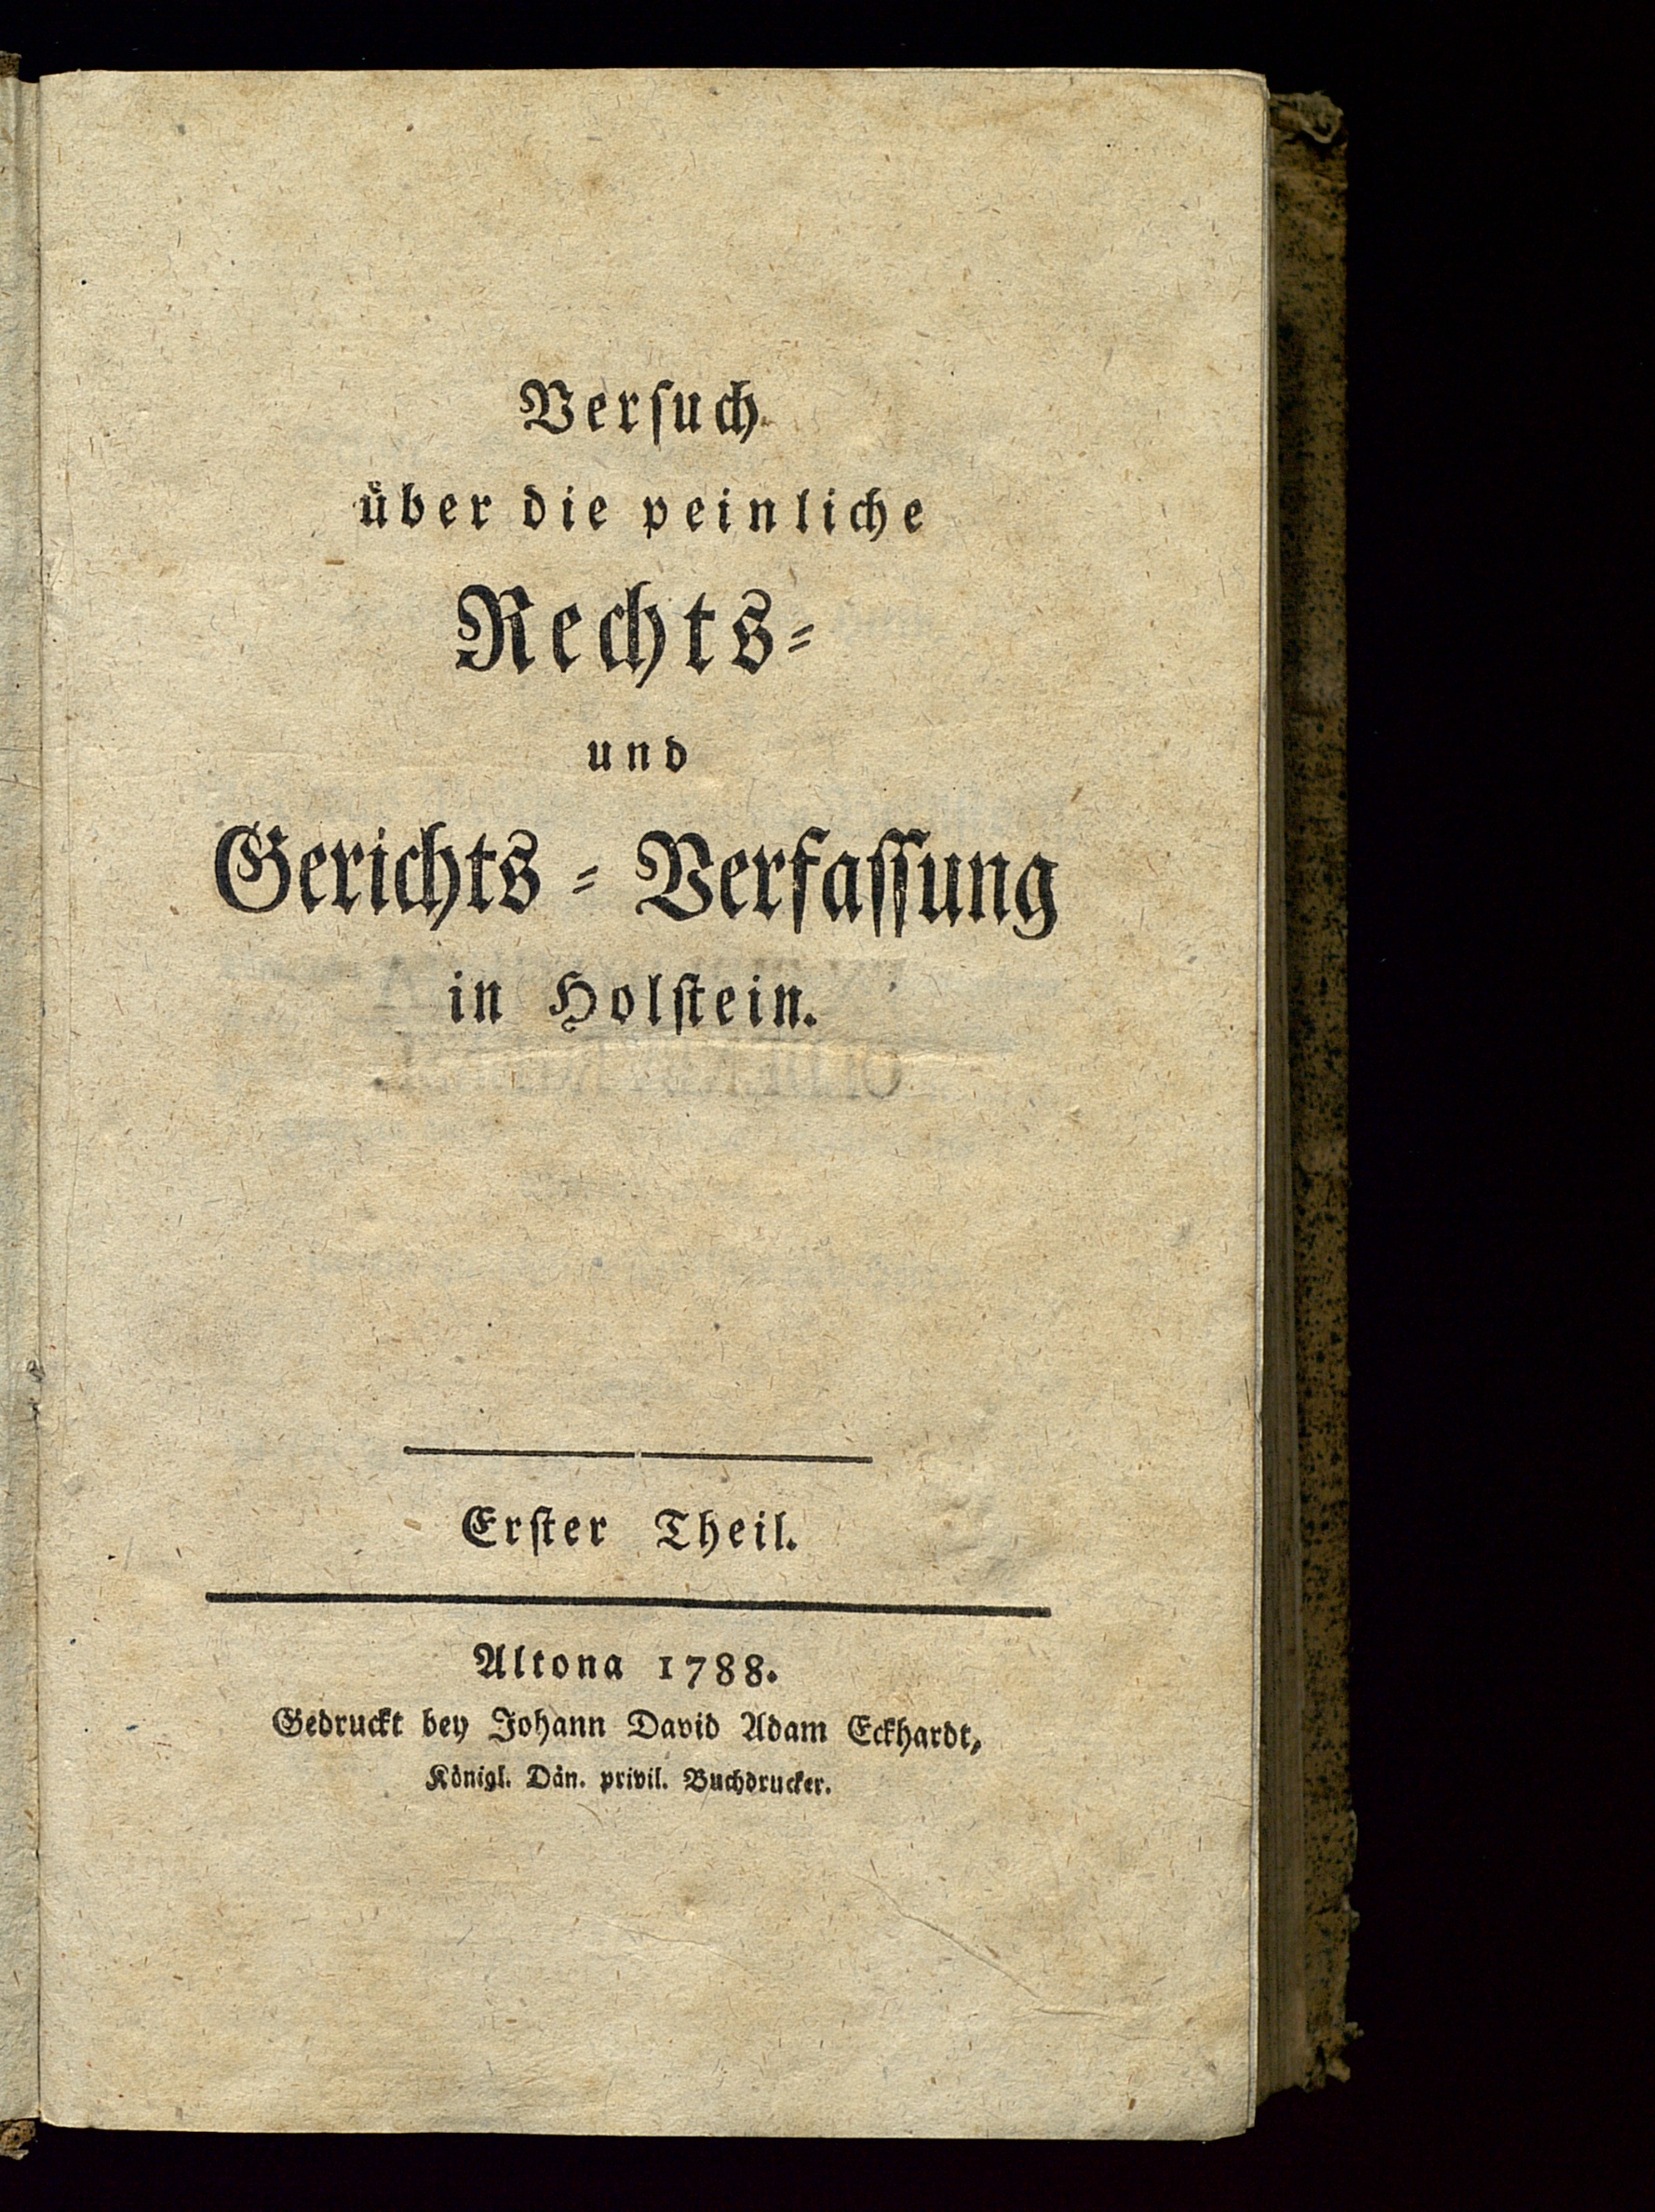 Verſuch
über die peinliche
Rechts-
und
Gerichts-Verfaſſung
in Holſtein.
Erſter Theil.
Altona 1788.
Gedruckt bey Johann David Adam Eckhardt,
Königl. Dän. privil. Buchdrucker.